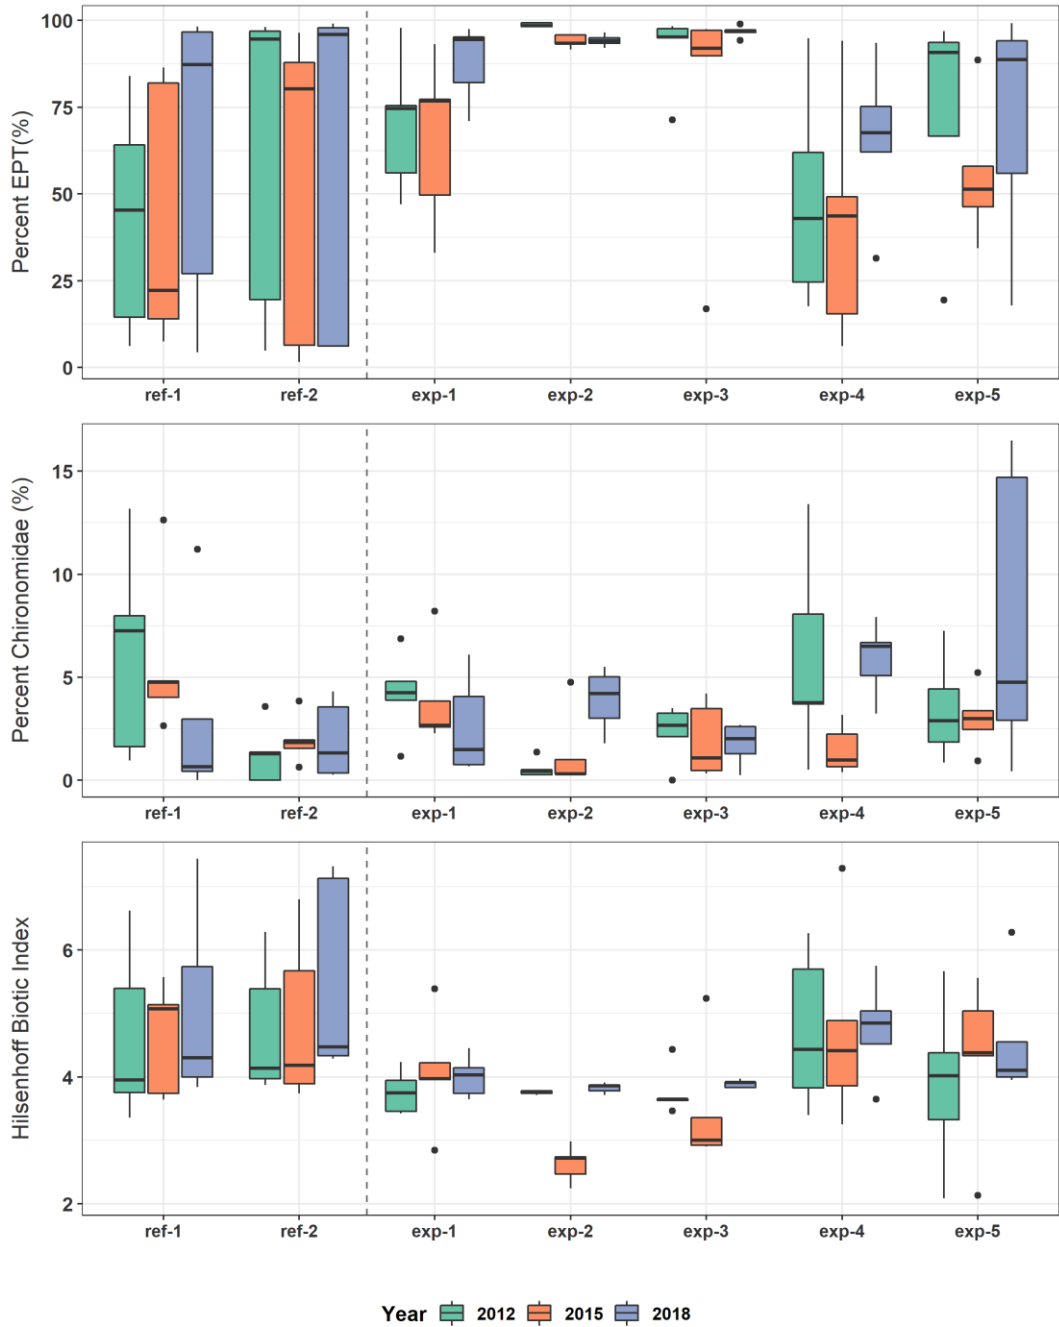 Percent EPT(%)
100
75
50
25
0
ref-1 ref-2 exp-1 exp-2 exp-3 exp-4 exp-5
Percent Chironomidae (%)
15
10
5
0
ref-1 ref-2 exp-1 exp-2 exp-3 exp-4 exp-5
Hilsenhoff Biotic Index
6
4
2
ref-1 ref-2 exp-1 exp-2 exp-3 exp-4 exp-5
Year 2012 2015 2018